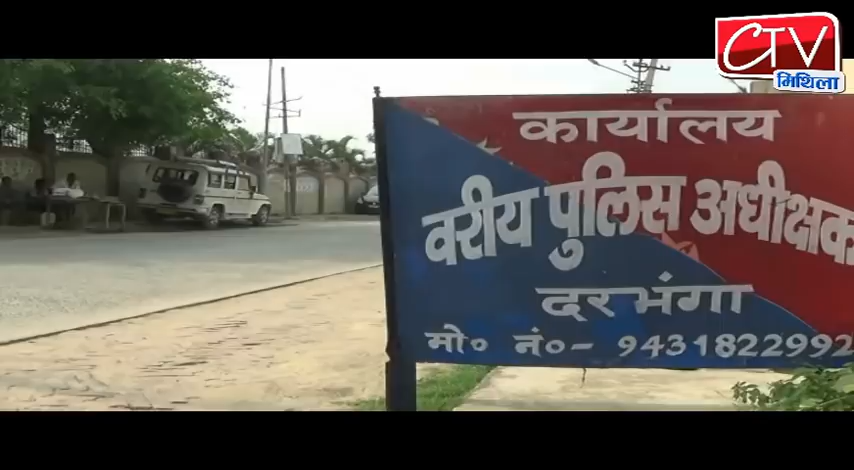 CTV
मिथिला
कार्यालय
वरीय पुलिस अधीक्षक
दरभंगा
मो० नं०- 9431822992